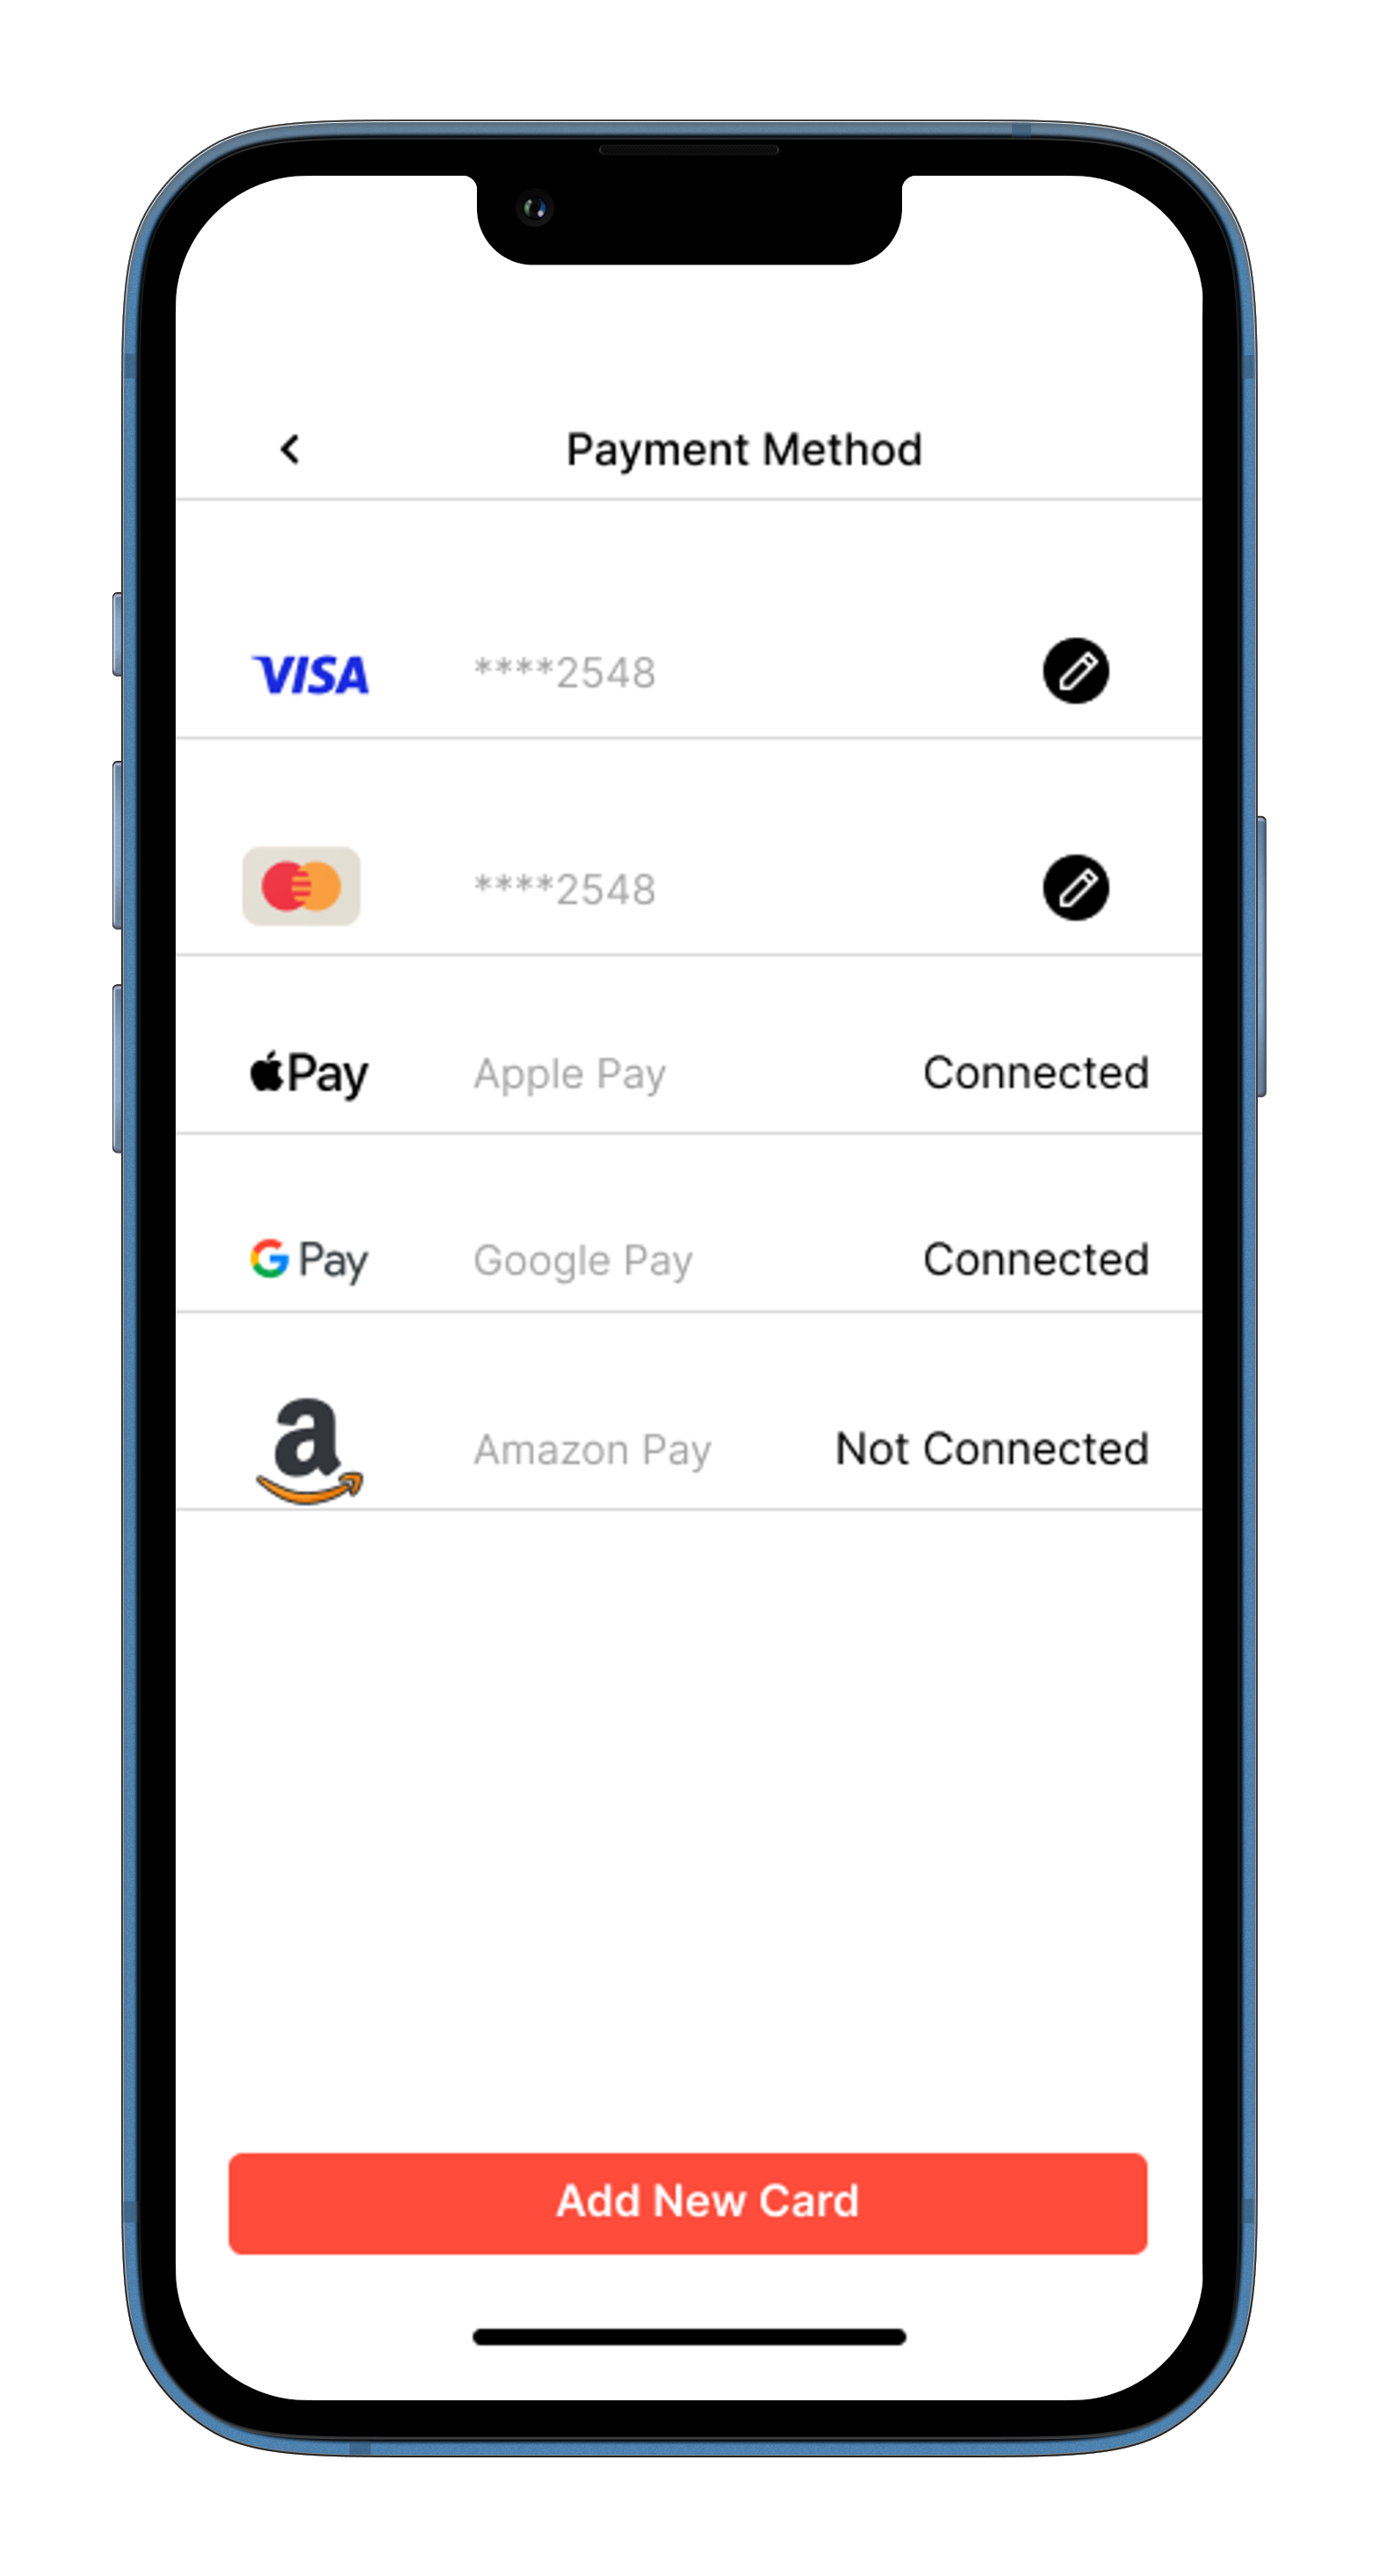 Payment Method
VISA ****2548
****2548
Pay Apple Pay Connected
G Pay Google Pay Connected
a Amazon Pay Not Connected
Add New Card